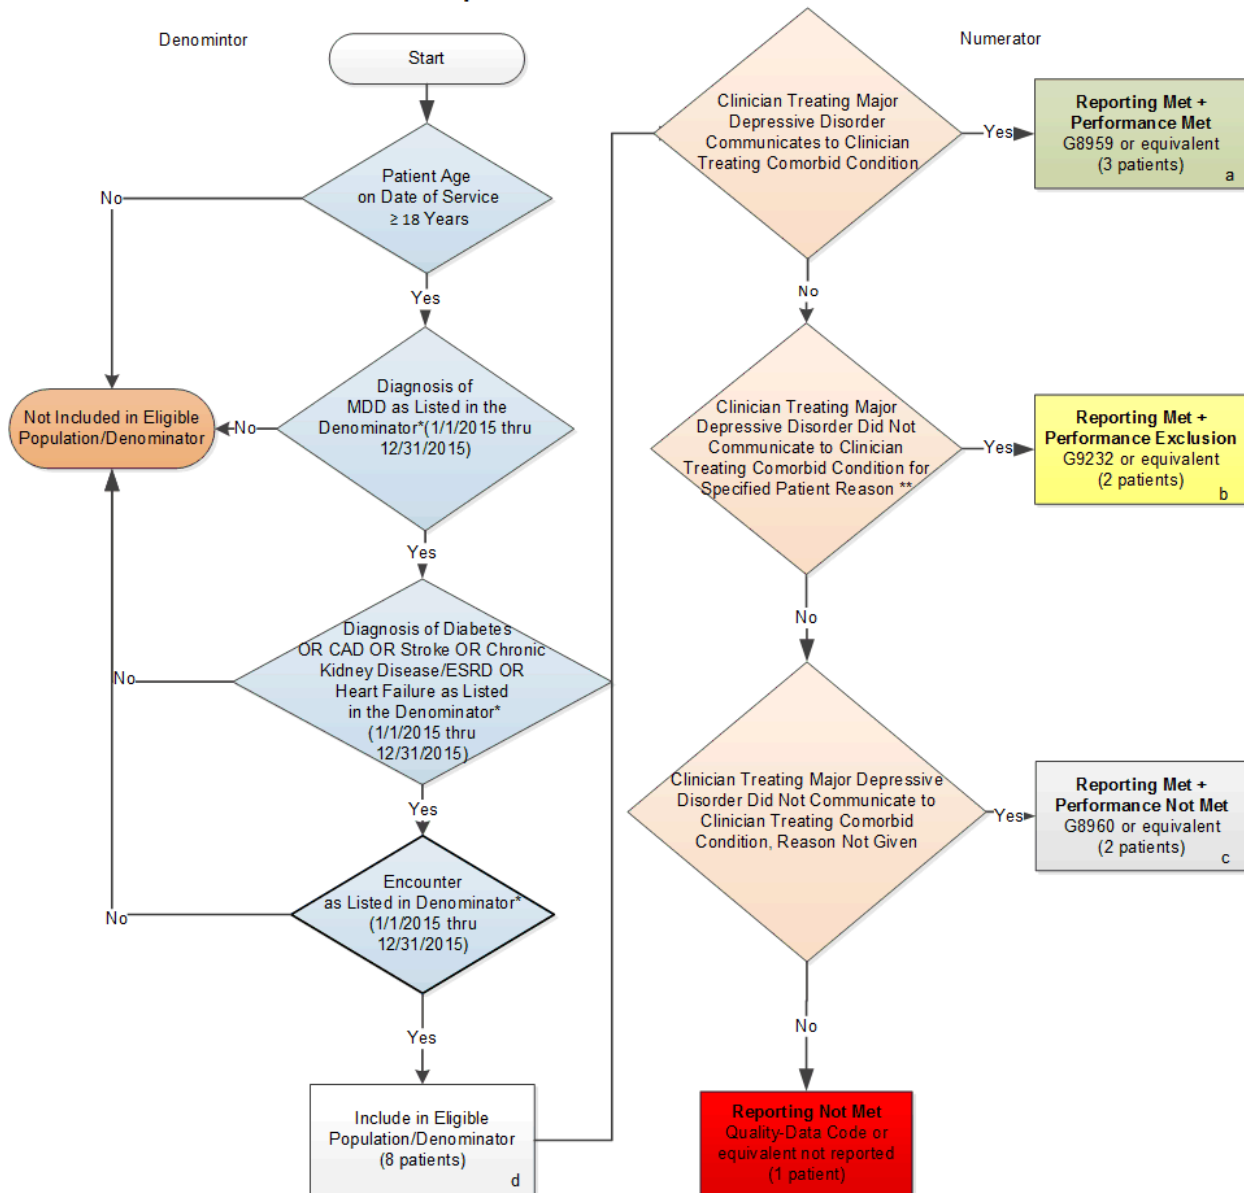 Denomintor
Start
Patient Age
on Date of Service
≥ 18 Years
No
Yes
Diagnosis of
MDD as Listed in the
Denominator*(1/1/2015 thru
12/31/2015)
No
Not Included in Eligible
Population/Denominator
Yes
Diagnosis of Diabetes
OR CAD OR Stroke OR Chronic
Kidney Disease/ESRD OR
Heart Failure as Listed
in the Denominator*
(1/1/2015 thru
12/31/2015)
No
Yes
Encounter
as Listed in Denominator*
(1/1/2015 thru
12/31/2015)
No
Yes
Include in Eligible
Population/Denominator
(8 patients)
d
Numerator
Clinician Treating Major
Depressive Disorder
Communicates to Clinician
Treating Comorbid Condition
Yes
Reporting Met +
Performance Met
G8959 or equivalent
(3 patients)
a
No
Clinician Treating Major
Depressive Disorder Did Not
Communicate to Clinician
Treating Comorbid Condition for
Specified Patient Reason **
Yes
Reporting Met +
Performance Exclusion
G9232 or equivalent
(2 patients)
b
No
Clinician Treating Major Depressive
Disorder Did Not Communicate to
Clinician Treating Comorbid
Condition, Reason Not Given
Yes
Reporting Met +
Performance Not Met
G8960 or equivalent
(2 patients)
c
No
Reporting Not Met
Quality-Data Code or
equivalent not reported
(1 patient)